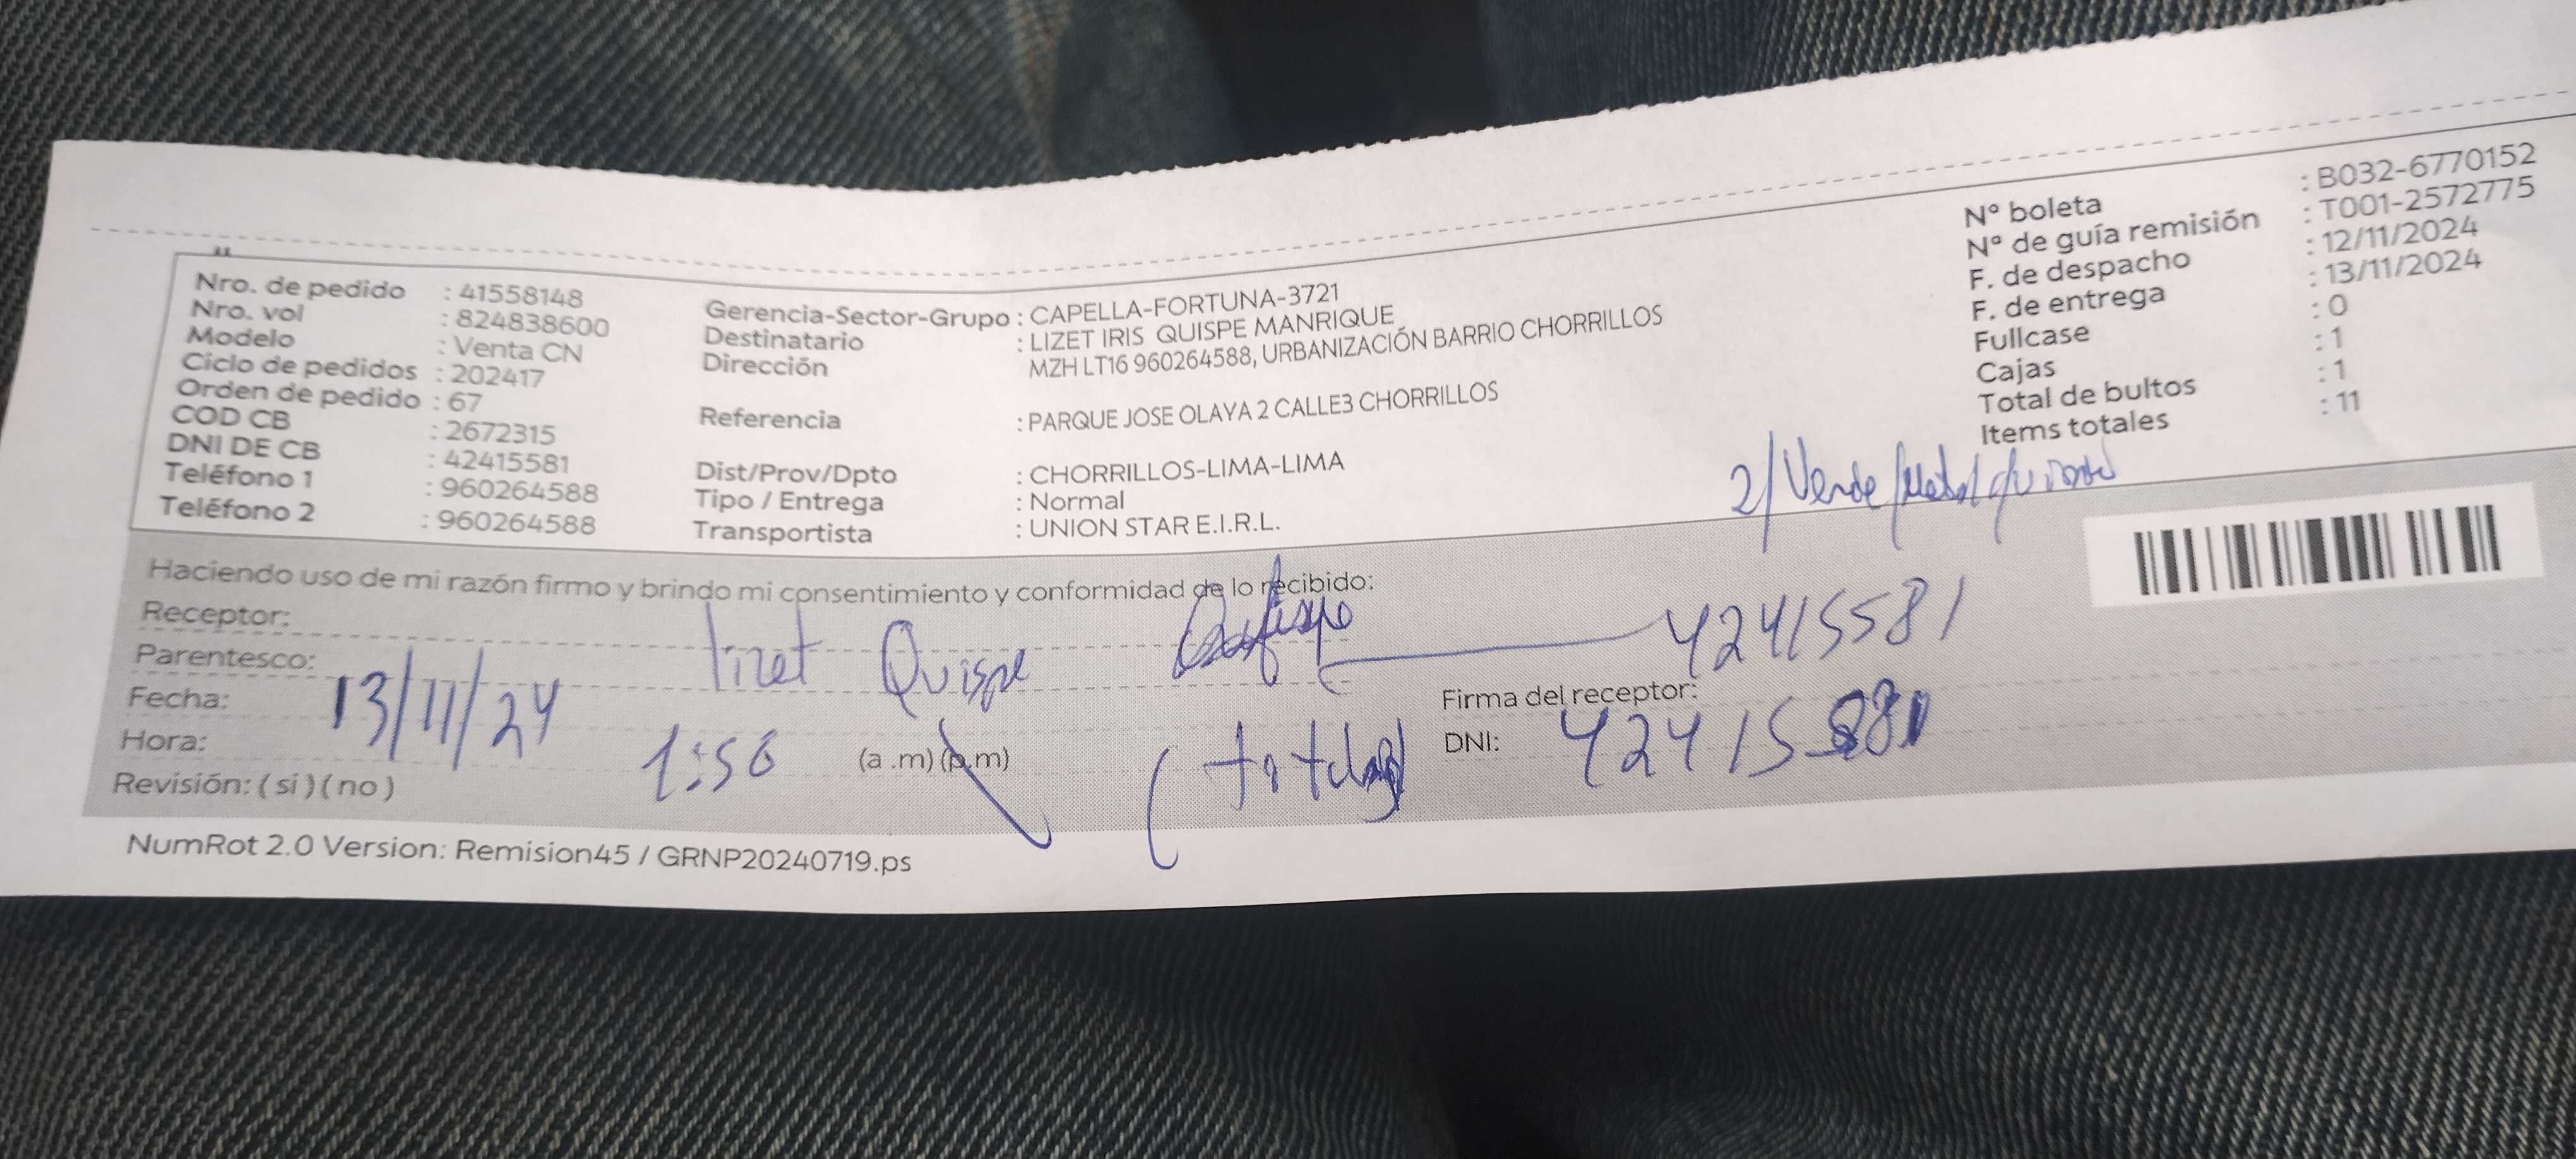 Nro. de pedido : 41558148
Nro. vol : 824838600
Modelo : Venta CN
Ciclo de pedidos : 202417
Orden de pedido : 67
COD CB : 2672315
DNI DE CB : 42415581
Teléfono 1 : 960264588
Teléfono 2 : 960264588
Gerencia-Sector-Grupo : CAPELLA-FORTUNA-3721
Destinatario : LIZET IRIS QUISPE MANRIQUE
Dirección MZH LT16 960264588, URBANIZACIÓN BARRIO CHORRILLOS
Referencia : PARQUE JOSE OLAYA 2 CALLE3 CHORRILLOS
Dist/Prov/Dpto : CHORRILLOS-LIMA-LIMA
Tipo / Entrega : Normal
Transportista : UNION STAR E.I.R.L.
Nº boleta : B032-6770152
Nº de guía remisión : T001-2572775
F. de despacho : 12/11/2024
F. de entrega : 13/11/2024
Fullcase : 0
Cajas : 1
Total de bultos : 1
Items totales : 11
2/Verde/
Haciendo uso de mi razón firmo y brindo mi consentimiento y conformidad de lo recibido:
Receptor: lizet Quispe 42415581
Parentesco:
Fecha: 13/11/24 Firma del receptor:
Hora: 1:56 (a .m) (p.m) DNI: 42415581
Revisión: ( si ) ( no )
NumRot 2.0 Version: Remision45 / GRNP20240719.ps